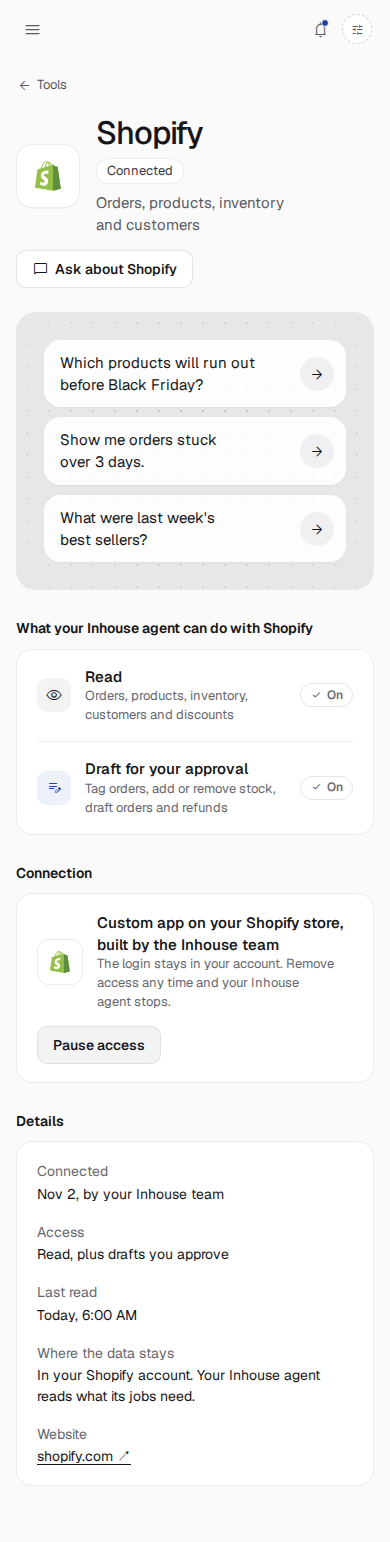 Tools
Shopify
Connected
Orders, products, inventory
and customers
Ask about Shopify
Which products will run out
before Black Friday?
Show me orders stuck
over 3 days.
What were last week's
best sellers?
What your Inhouse agent can do with Shopify
Read
Orders, products, inventory,
customers and discounts
On
Draft for your approval
Tag orders, add or remove stock,
draft orders and refunds
On
Connection
Custom app on your Shopify store,
built by the Inhouse team
The login stays in your account. Remove
access any time and your Inhouse
agent stops.
Pause access
Details
Connected
Nov 2, by your Inhouse team
Access
Read, plus drafts you approve
Last read
Today, 6:00 AM
Where the data stays
In your Shopify account. Your Inhouse agent
reads what its jobs need.
Website
shopify.com ↗